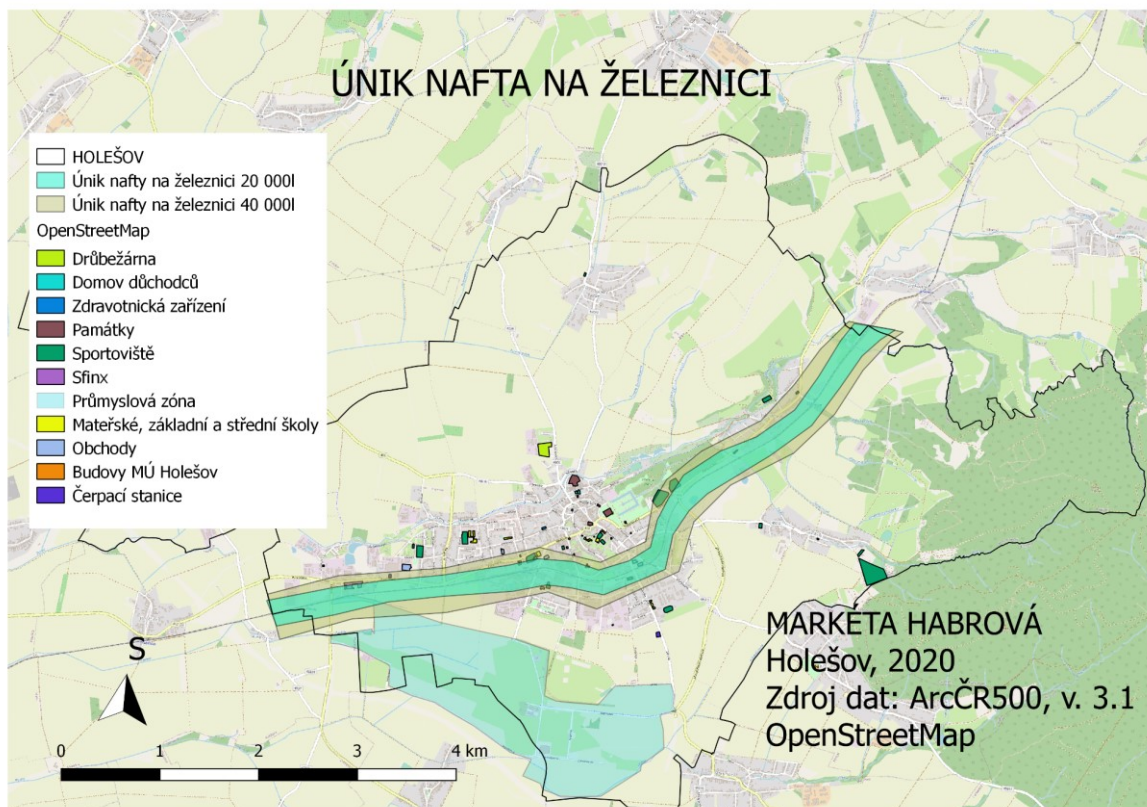 ÚNIK NAFTA NA ŽELEZNICI
HOLEŠOV
Únik nafty na železnici 20 000l
Únik nafty na železnici 40 000l
OpenStreetMap
Drůbežárna
Domov důchodců
Zdravotnická zařízení
Památky
Sportoviště
Sfinx
Průmyslová zóna
Mateřské, základní a střední školy
Obchody
Budovy MÚ Holešov
Čerpací stanice
S
0 1 2 3 4 km
MARKÉTA HABROVÁ
Holešov, 2020
Zdroj dat: ArcČR500, v. 3.1
OpenStreetMap